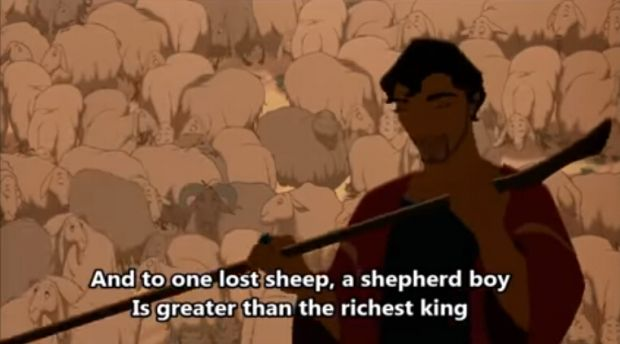 And to one lost sheep, a shepherd boy
Is greater than the richest king